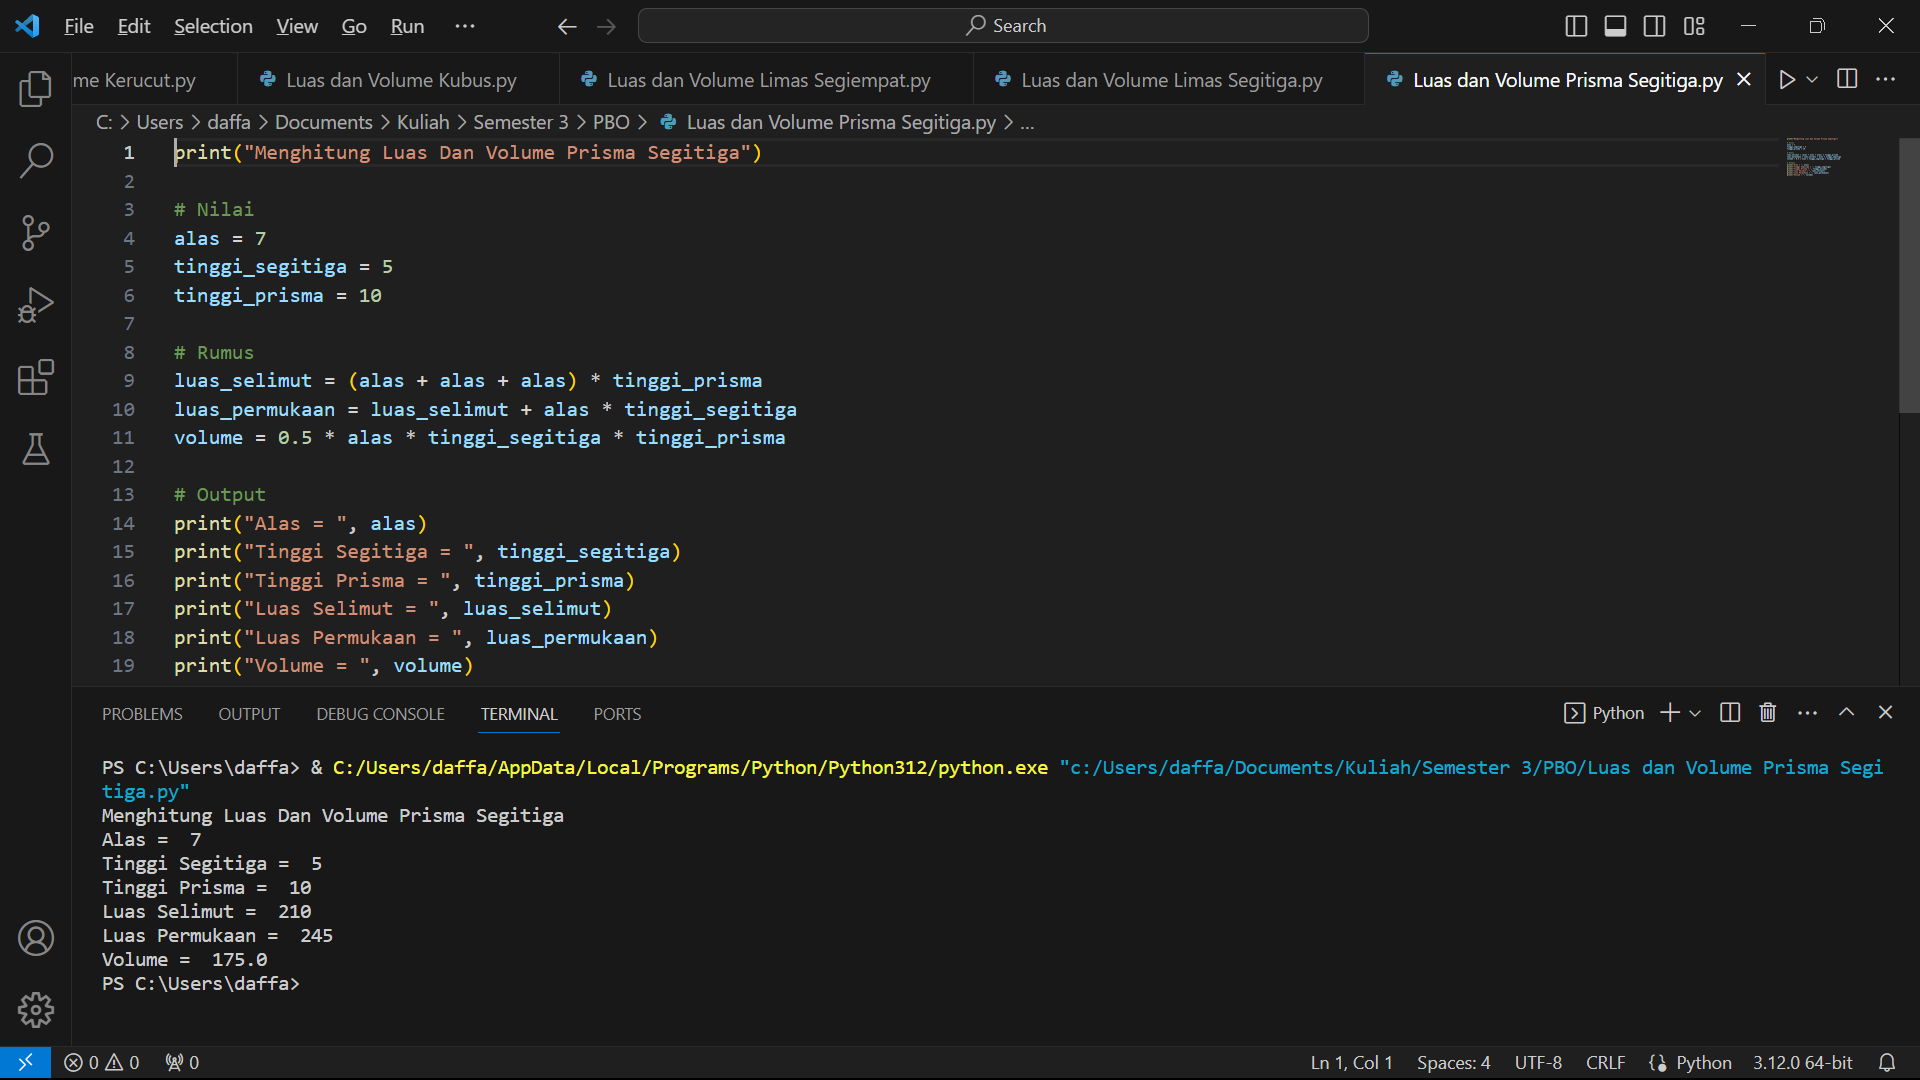 File Edit Selection View Go Run ··· Search
me Kerucut.py Luas dan Volume Kubus.py Luas dan Volume Limas Segiempat.py Luas dan Volume Limas Segitiga.py Luas dan Volume Prisma Segitiga.py
C: > Users > daffa > Documents > Kuliah > Semester 3 > PBO > Luas dan Volume Prisma Segitiga.py > ...
1 print("Menghitung Luas Dan Volume Prisma Segitiga")
2
3 # Nilai
4 alas = 7
5 tinggi_segitiga = 5
6 tinggi_prisma = 10
7
8 # Rumus
9 luas_selimut = (alas + alas + alas) * tinggi_prisma
10 luas_permukaan = luas_selimut + alas * tinggi_segitiga
11 volume = 0.5 * alas * tinggi_segitiga * tinggi_prisma
12
13 # Output
14 print("Alas = ", alas)
15 print("Tinggi Segitiga = ", tinggi_segitiga)
16 print("Tinggi Prisma = ", tinggi_prisma)
17 print("Luas Selimut = ", luas_selimut)
18 print("Luas Permukaan = ", luas_permukaan)
19 print("Volume = ", volume)
PROBLEMS OUTPUT DEBUG CONSOLE TERMINAL PORTS Python
PS C:\Users\daffa> & C:/Users/daffa/AppData/Local/Programs/Python/Python312/python.exe "c:/Users/daffa/Documents/Kuliah/Semester 3/PBO/Luas dan Volume Prisma Segi
tiga.py"
Menghitung Luas Dan Volume Prisma Segitiga
Alas =  7
Tinggi Segitiga =  5
Tinggi Prisma =  10
Luas Selimut =  210
Luas Permukaan =  245
Volume =  175.0
PS C:\Users\daffa>
0 0 0 Ln 1, Col 1 Spaces: 4 UTF-8 CRLF Python 3.12.0 64-bit